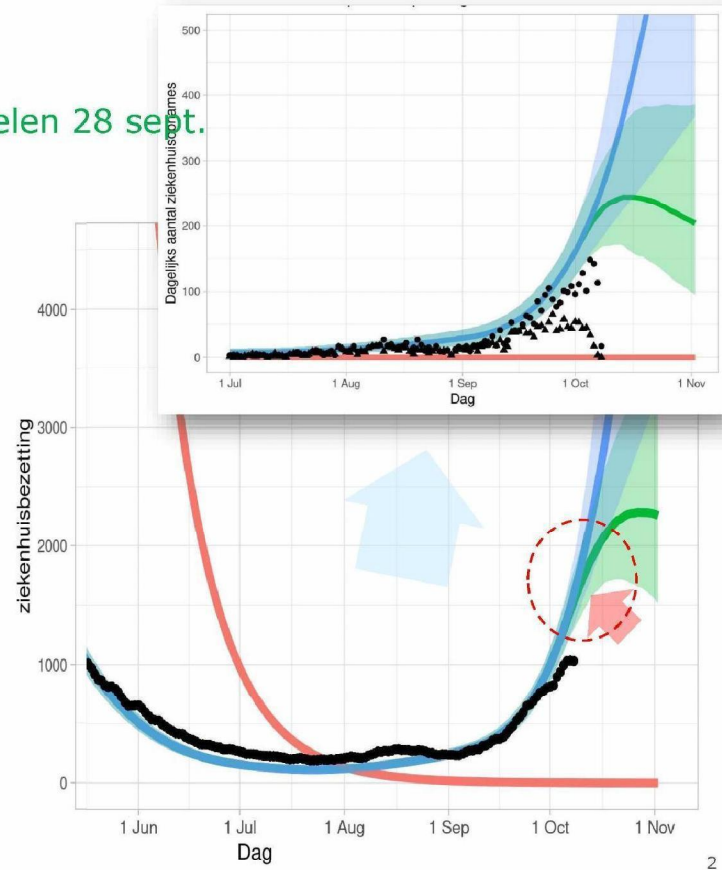 elen 28 sept.
500
400
300
200
100
0
Dagelijks aantal ziekenhuisopnames
1 Jul
1 Aug
1 Sep
1 Oct
1 Nov
Dag
4000
3000
2000
1000
0
ziekenhuisbezetting
1 Jun
1 Jul
1 Aug
1 Sep
1 Oct
1 Nov
Dag
2